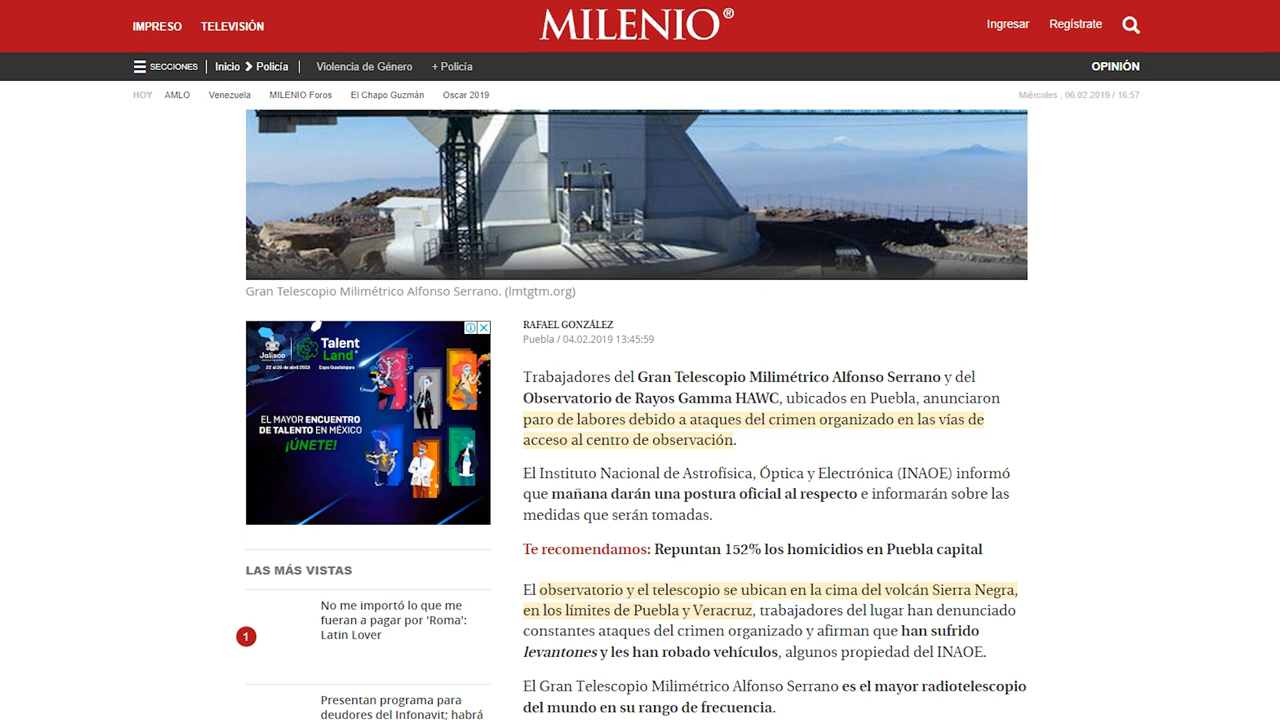 IMPRESO TELEVISIÓN MILENIO® Ingresar Regístrate
SECCIONES Inicio Policía Violencia de Género + Policía OPINIÓN
HOY AMLO Venezuela MILENIO Foros El Chapo Guzmán Oscar 2019 Miércoles , 06.02.2019 / 16:57
Gran Telescopio Milimétrico Alfonso Serrano. (lmtgtm.org)
Jalisco
Talent
Land
22 al 26 de abril 2019 Expo Guadalajara
EL MAYOR ENCUENTRO
DE TALENTO EN MÉXICO
¡ÚNETE!
LAS MÁS VISTAS
1
No me importó lo que me
fueran a pagar por 'Roma':
Latin Lover
Presentan programa para
deudores del Infonavit; habrá
RAFAEL GONZÁLEZ
Puebla / 04.02.2019 13:45:59
Trabajadores del Gran Telescopio Milimétrico Alfonso Serrano y del
Observatorio de Rayos Gamma HAWC, ubicados en Puebla, anunciaron
paro de labores debido a ataques del crimen organizado en las vías de
acceso al centro de observación.
El Instituto Nacional de Astrofísica, Óptica y Electrónica (INAOE) informó
que mañana darán una postura oficial al respecto e informarán sobre las
medidas que serán tomadas.
Te recomendamos: Repuntan 152% los homicidios en Puebla capital
El observatorio y el telescopio se ubican en la cima del volcán Sierra Negra,
en los límites de Puebla y Veracruz, trabajadores del lugar han denunciado
constantes ataques del crimen organizado y afirman que han sufrido
levantones y les han robado vehículos, algunos propiedad del INAOE.
El Gran Telescopio Milimétrico Alfonso Serrano es el mayor radiotelescopio
del mundo en su rango de frecuencia.